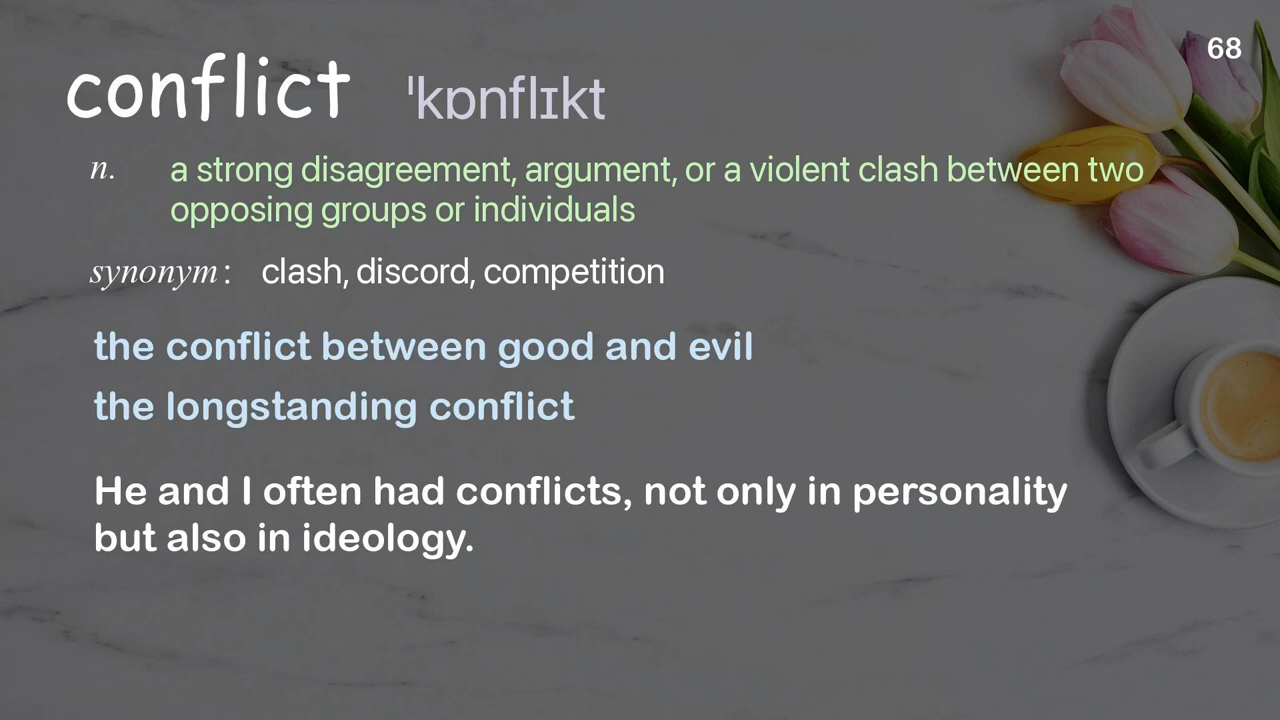 68
conflict ˈkɒnflɪkt
n. a strong disagreement, argument, or a violent clash between two
opposing groups or individuals
synonym: clash, discord, competition
the conflict between good and evil
the longstanding conflict
He and I often had conflicts, not only in personality
but also in ideology.